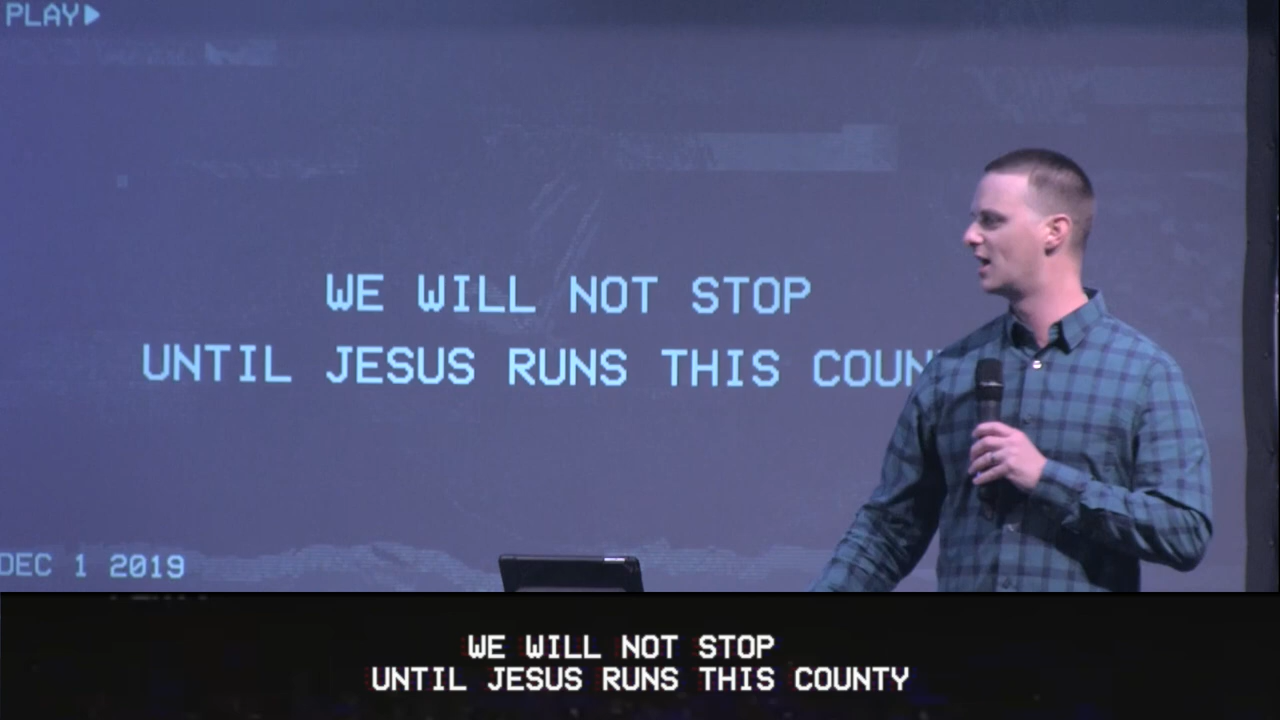 PLAY▶
WE WILL NOT STOP
UNTIL JESUS RUNS THIS COUN
DEC 1 2019
WE WILL NOT STOP
UNTIL JESUS RUNS THIS COUNTY